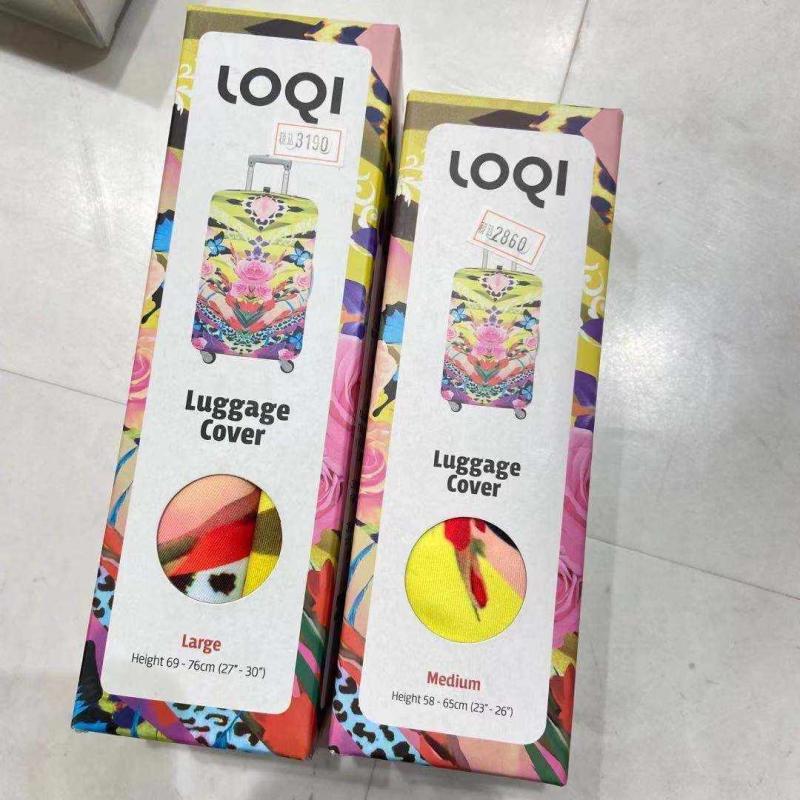 LOQI
3190
Luggage
Cover
Large
Height 69 - 76cm (27" - 30")
LOQI
2860
Luggage
Cover
Medium
Height 58 - 65cm (23" - 26")